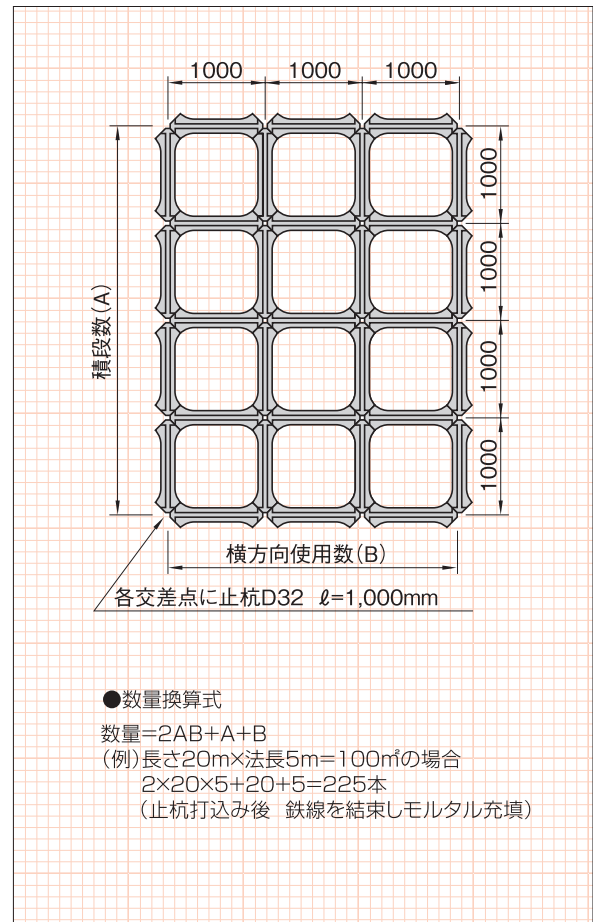 1000 1000 1000
1000
1000
1000
1000
積段数(A)
横方向使用数(B)
各交差点に止杭D32 ℓ=1,000mm
●数量換算式
数量=2AB+A+B
(例)長さ20m×法長5m=100㎡の場合
2×20×5+20+5=225本
(止杭打込み後 鉄線を結束しモルタル充填)